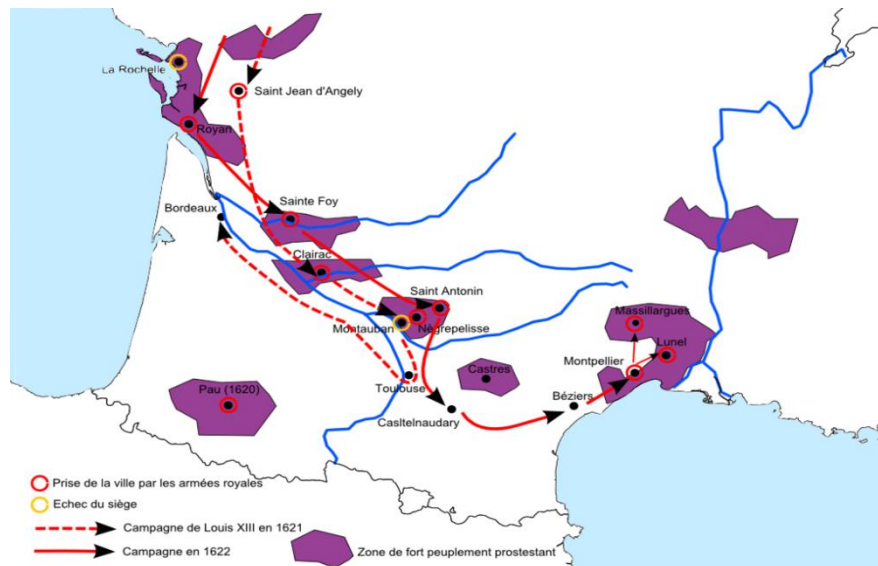 La Rochelle
Saint Jean d'Angely
Royan
Bordeaux
Sainte Foy
Clairac
Saint Antonin
Montauban
Nègrepelisse
Massillargues
Lunel
Montpellier
Castres
Toulouse
Pau (1620)
Casltelnaudary
Béziers
Prise de la ville par les armées royales
Echec du siège
Campagne de Louis XIII en 1621
Campagne en 1622
Zone de fort peuplement prostestant